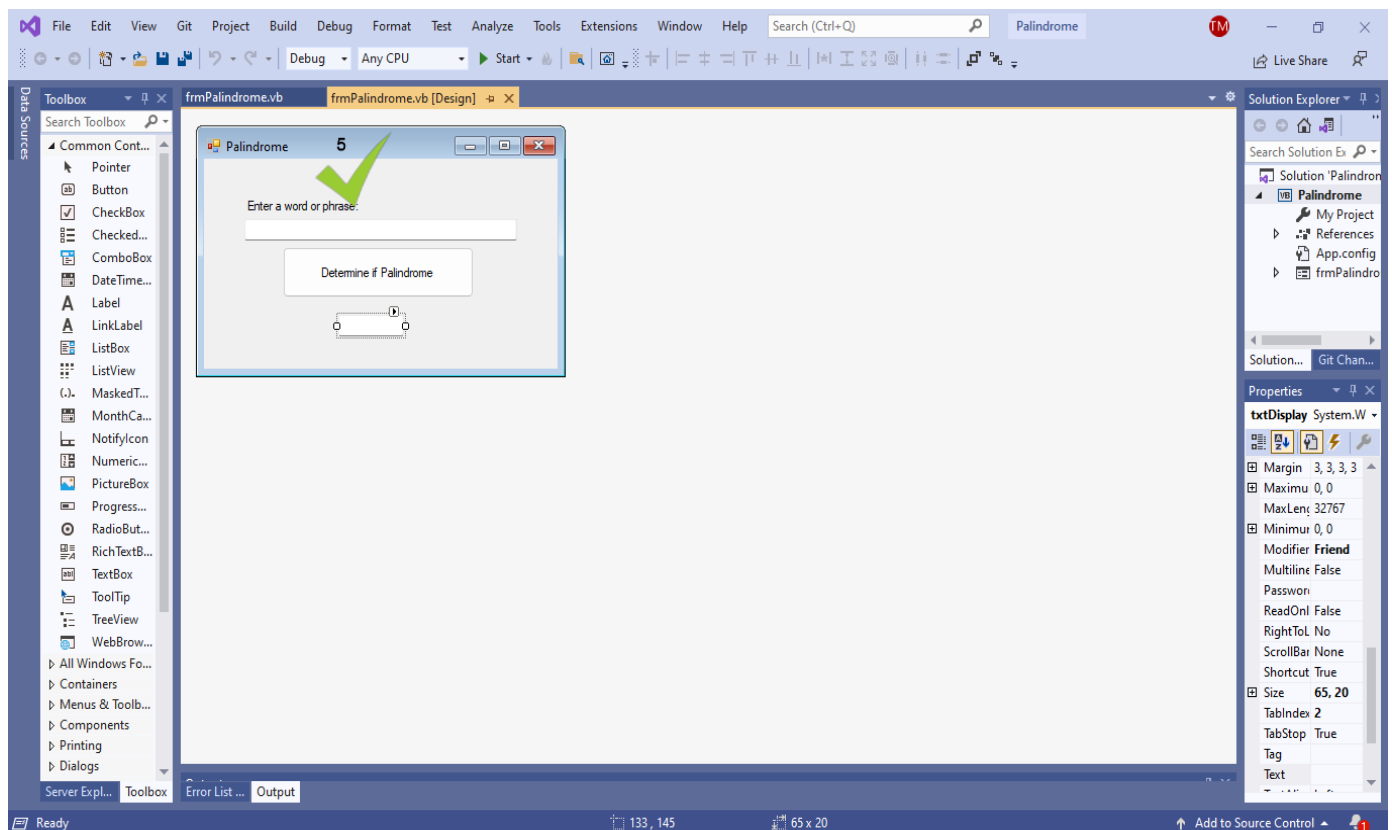 File Edit View Git Project Build Debug Format Test Analyze Tools Extensions Window Help Search (Ctrl+Q) Palindrome TM
Debug Any CPU Start Live Share
Data Sources
Toolbox
Search Toolbox
Common Cont...
Pointer
Button
CheckBox
Checked...
ComboBox
DateTime...
Label
LinkLabel
ListBox
ListView
MaskedT...
MonthCa...
NotifyIcon
Numeric...
PictureBox
Progress...
RadioBut...
RichTextB...
TextBox
ToolTip
TreeView
WebBrow...
All Windows Fo...
Containers
Menus & Toolb...
Components
Printing
Dialogs
Server Expl... Toolbox
frmPalindrome.vb frmPalindrome.vb [Design]
Palindrome 5
Enter a word or phrase:
Determine if Palindrome
Error List ... Output
Solution Explorer
Search Solution Ex
Solution 'Palindron
Palindrome
My Project
References
App.config
frmPalindro
Solution... Git Chan...
Properties
txtDisplay System.W
Margin 3, 3, 3, 3
Maximu 0, 0
MaxLeng 32767
Minimur 0, 0
Modifier Friend
Multiline False
Passwor
ReadOnl False
RightToL No
ScrollBar None
Shortcut True
Size 65, 20
TabIndex 2
TabStop True
Tag
Text
Ready 133 , 145 65 x 20 Add to Source Control 1